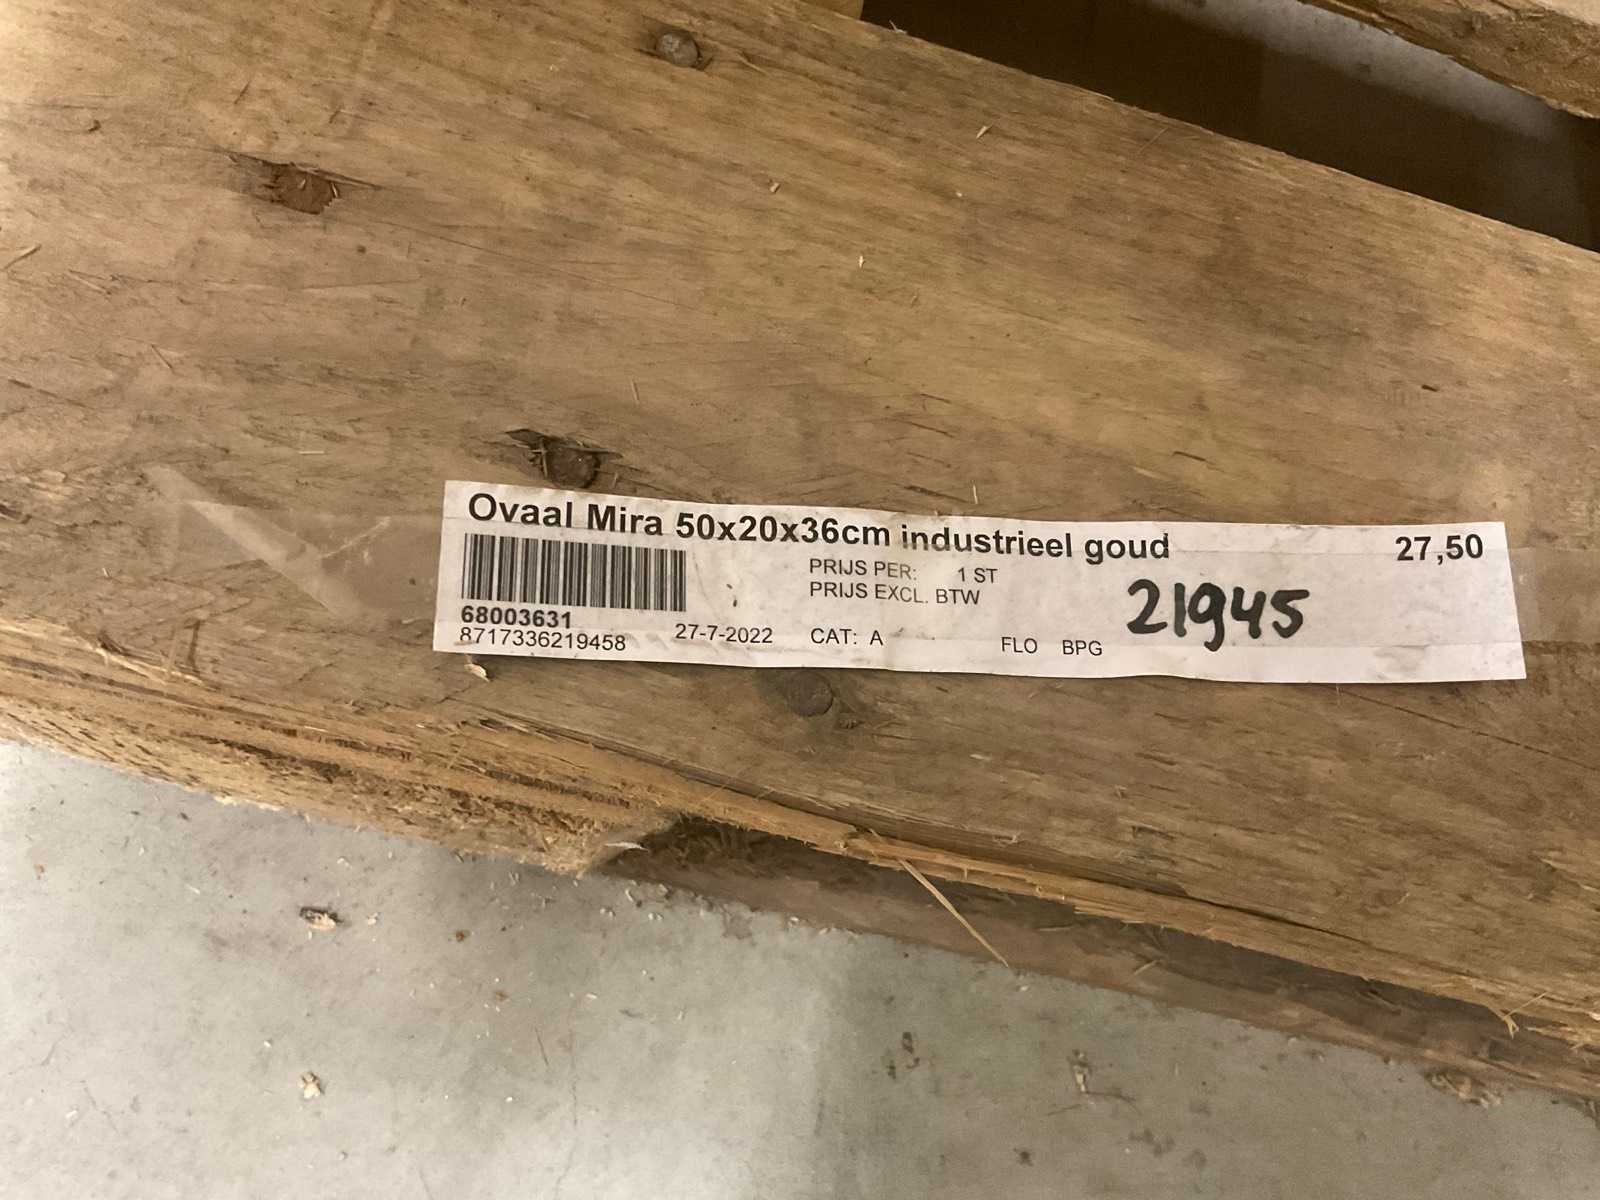 Ovaal Mira 50x20x36cm industrieel goud 27,50
PRIJS PER: 1 ST
PRIJS EXCL. BTW
21945
68003631
8717336219458 27-7-2022 CAT: A FLO BPG